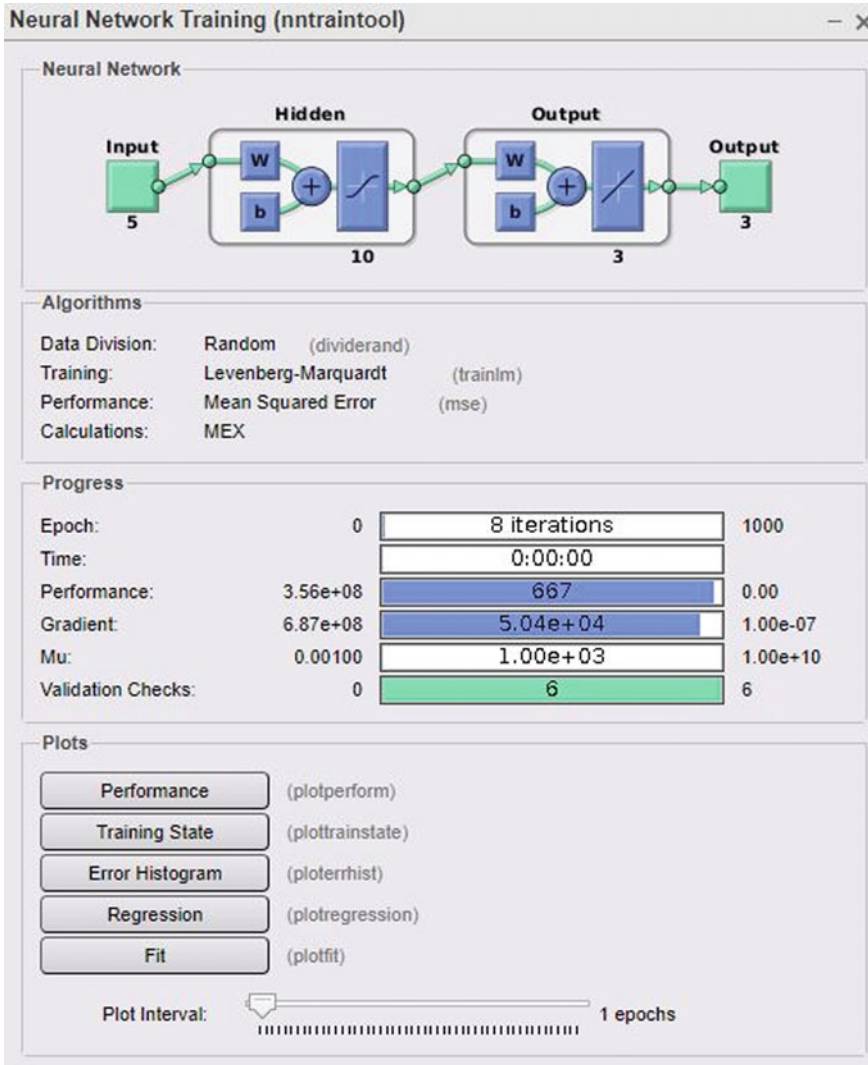 Neural Network Training (nntraintool)
Neural Network
Hidden
Output
Input
Output
W
b
+
W
b
+
5
10
3
3
Algorithms
Data Division: Random (dividerand)
Training: Levenberg-Marquardt (trainlm)
Performance: Mean Squared Error (mse)
Calculations: MEX
Progress
Epoch: 0 8 iterations 1000
Time: 0:00:00
Performance: 3.56e+08 667 0.00
Gradient: 6.87e+08 5.04e+04 1.00e-07
Mu: 0.00100 1.00e+03 1.00e+10
Validation Checks: 0 6 6
Plots
Performance (plotperform)
Training State (plottrainstate)
Error Histogram (ploterrhist)
Regression (plotregression)
Fit (plotfit)
Plot Interval: 1 epochs